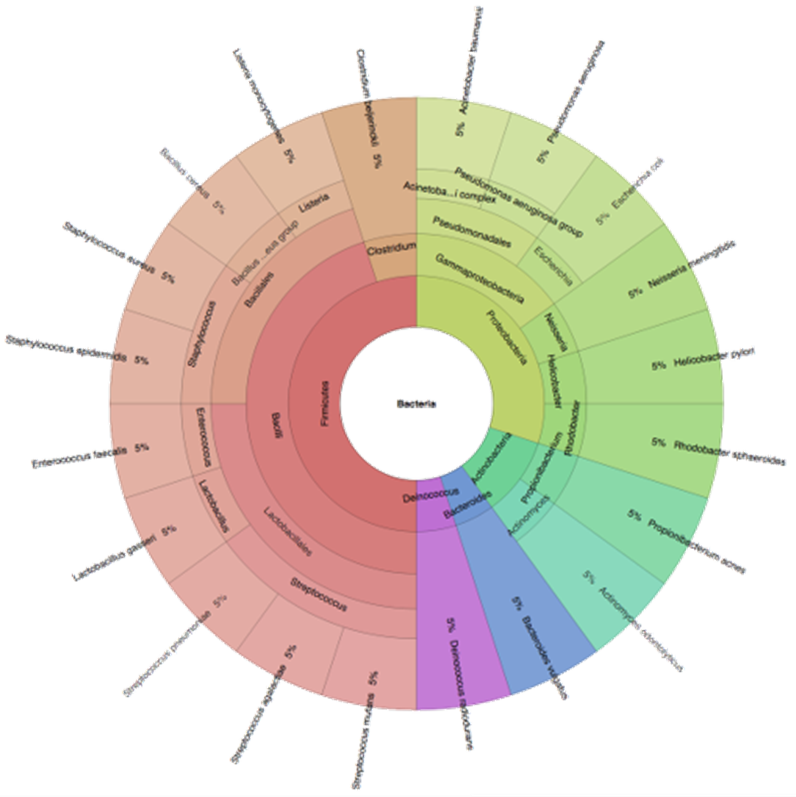 Bacteria
Firmicutes
Proteobacteria
Actinobacteria
Bacteroides
Deinococcus
Bacilli
Clostridium
Gammaproteobacteria
Neisseria
Helicobacter
Rhodobacter
Propionibacterium
Actinomyces
Bacillales
Lactobacillales
Pseudomonadales
Escherichia
Listeria
Bacillus ...eus group
Staphylococcus
Enterococcus
Lactobacillus
Streptococcus
Acinetoba...i complex
Pseudomonas aeruginosa group
5% Acinetobacter baumannii
5% Pseudomonas aeruginosa
5% Escherichia coli
5% Neisseria meningitidis
5% Helicobacter pylori
5% Rhodobacter sphaeroides
5% Propionibacterium acnes
5% Actinomyces odontolyticus
5% Bacteroides vulgatus
5% Deinococcus radiodurans
Streptococcus mutans 5%
Streptococcus agalactiae 5%
Streptococcus pneumoniae 5%
Lactobacillus gasseri 5%
Enterococcus faecalis 5%
Staphylococcus epidermidis 5%
Staphylococcus aureus 5%
Bacillus cereus 5%
Listeria monocytogenes 5%
Clostridium beijerinckii 5%